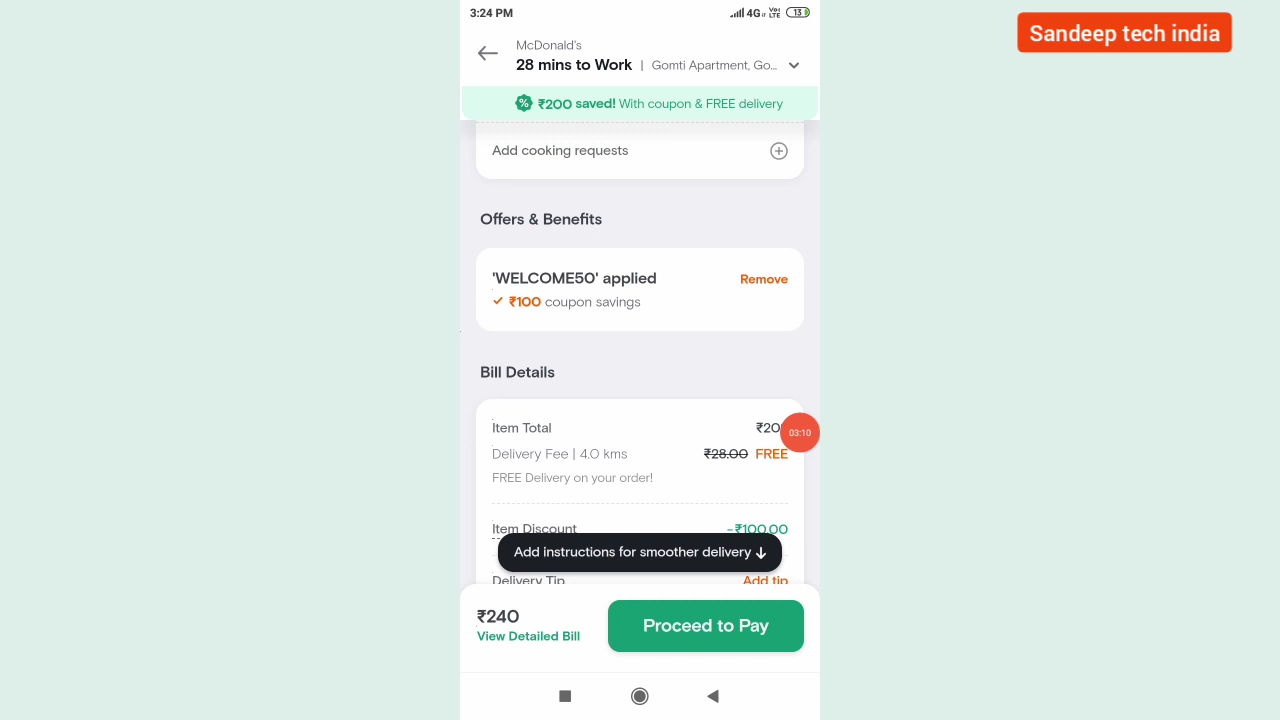 3:24 PM
4G
Vo)
LTE
13
Sandeep tech india
McDonald's
28 mins to Work | Gomti Apartment, Go...
₹200 saved! With coupon & FREE delivery
Add cooking requests
Offers & Benefits
'WELCOME50' applied
Remove
₹100 coupon savings
Bill Details
Item Total
₹20
03:10
Delivery Fee | 4.0 kms
₹28.00 FREE
FREE Delivery on your order!
Item Discount
-₹100.00
Add instructions for smoother delivery ↓
Delivery Tip
Add tip
₹240
View Detailed Bill
Proceed to Pay